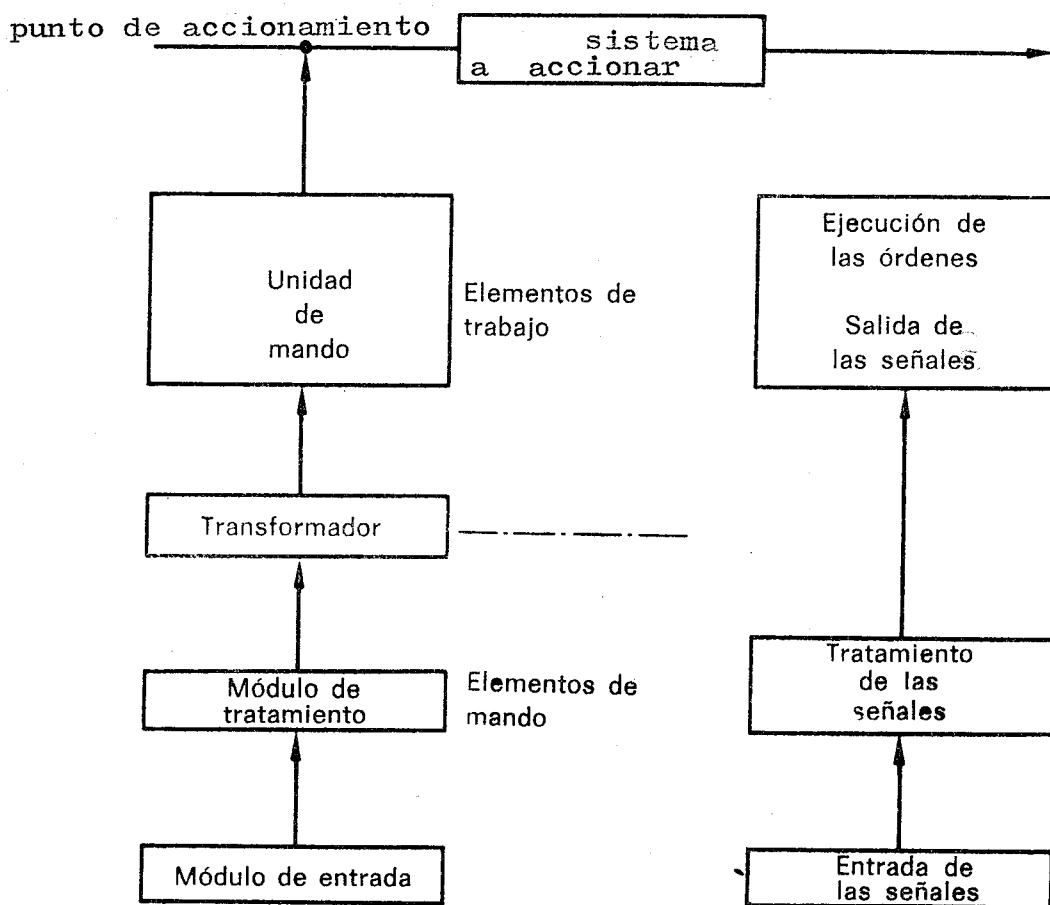 punto de accionamiento
sistema
a accionar
Unidad
de
mando
Elementos de
trabajo
Ejecución de
las órdenes
Salida de
las señales
Transformador
Módulo de
tratamiento
Elementos de
mando
Tratamiento
de las
señales
Módulo de entrada
Entrada de
las señales